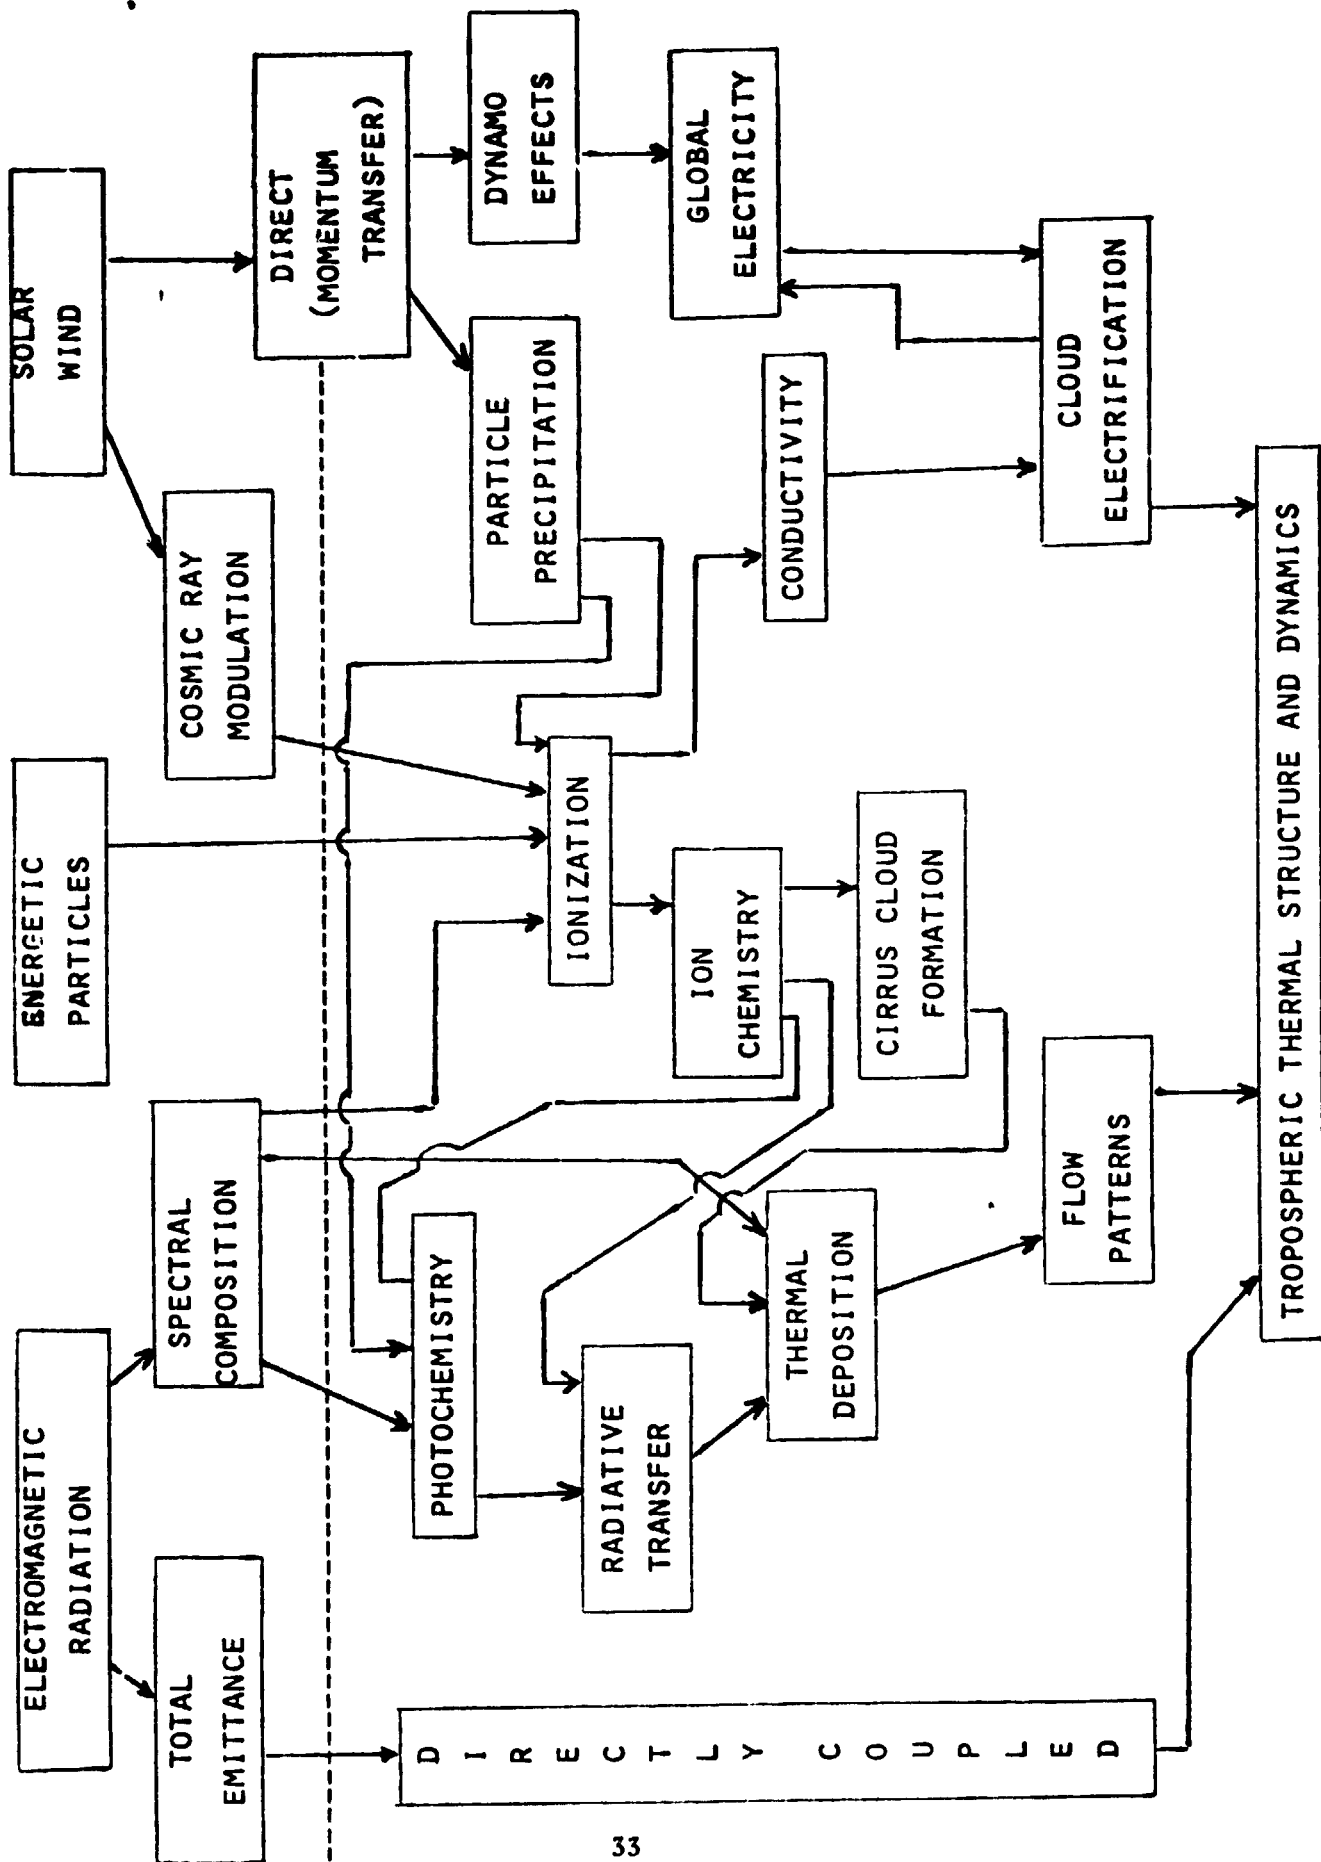 ELECTROMAGNETIC
RADIATION
ENERGETIC
PARTICLES
SOLAR
WIND
TOTAL
EMITTANCE
SPECTRAL
COMPOSITION
COSMIC RAY
MODULATION
DIRECT
(MOMENTUM
TRANSFER)
DIRECTLY COUPLED
PHOTOCHEMISTRY
IONIZATION
PARTICLE
PRECIPITATION
DYNAMO
EFFECTS
RADIATIVE
TRANSFER
ION
CHEMISTRY
GLOBAL
ELECTRICITY
THERMAL
DEPOSITION
CIRRUS CLOUD
FORMATION
CONDUCTIVITY
FLOW
PATTERNS
CLOUD
ELECTRIFICATION
TROPOSPHERIC THERMAL STRUCTURE AND DYNAMICS
33